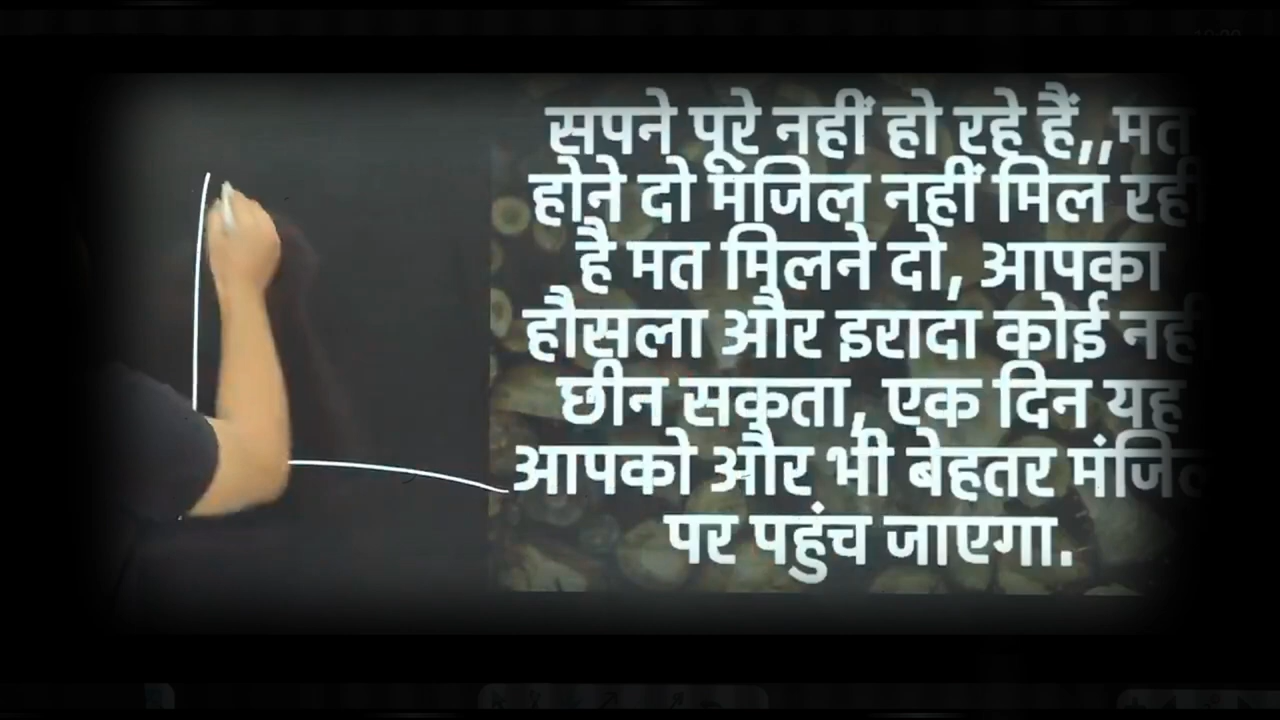 सपने पूरे नहीं हो रहे हैं,,मत
होने दो मंजिल नहीं मिल रही
है मत मिलने दो, आपका
हौसला और इरादा कोई नहीं
छीन सकता, एक दिन यह
आपको और भी बेहतर मंजिल
पर पहुंच जाएगा.